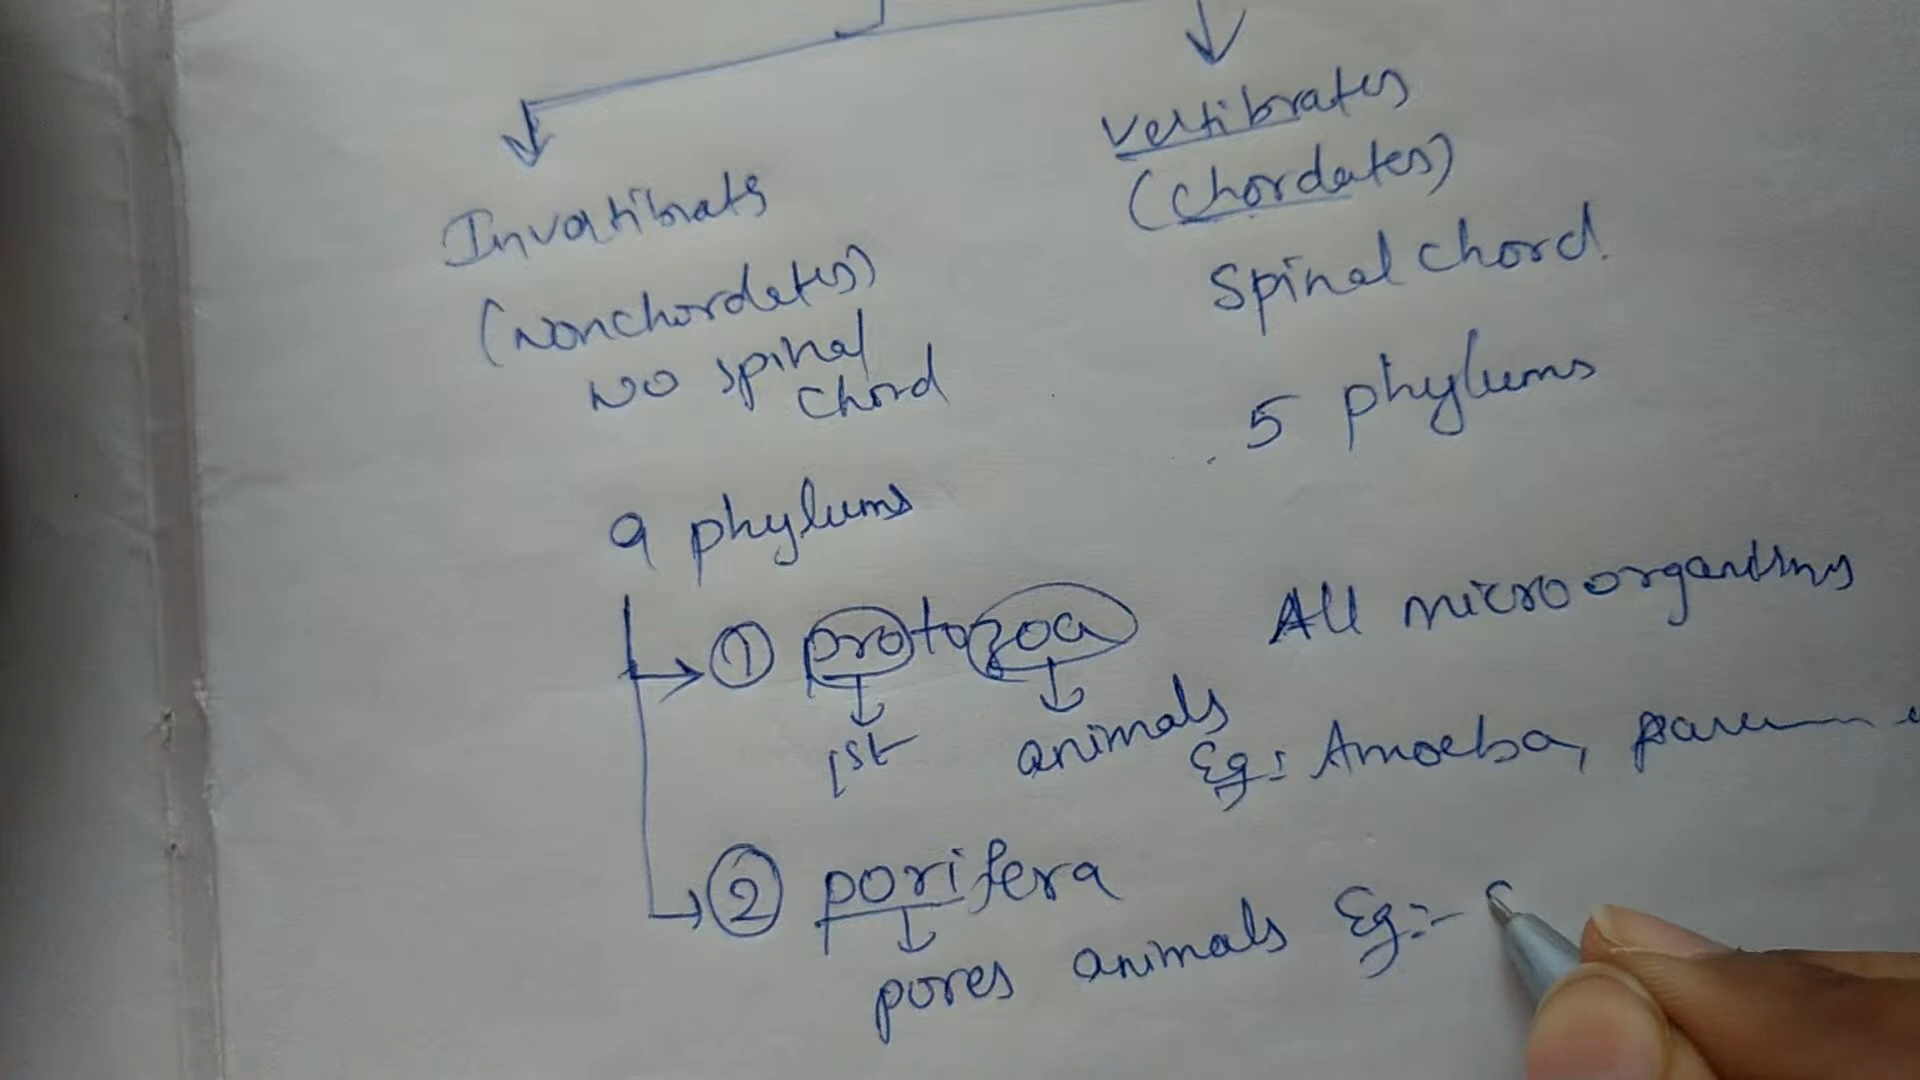 Invertibrats
(Nonchordates)
NO spinal
chord
9 phylums
vertibrates
(chordates)
Spinal chord.
5 phylums
① protozoa
1st
animals
All microorganisms
Eg: Amoeba,
② porifera
pores animals Eg:-